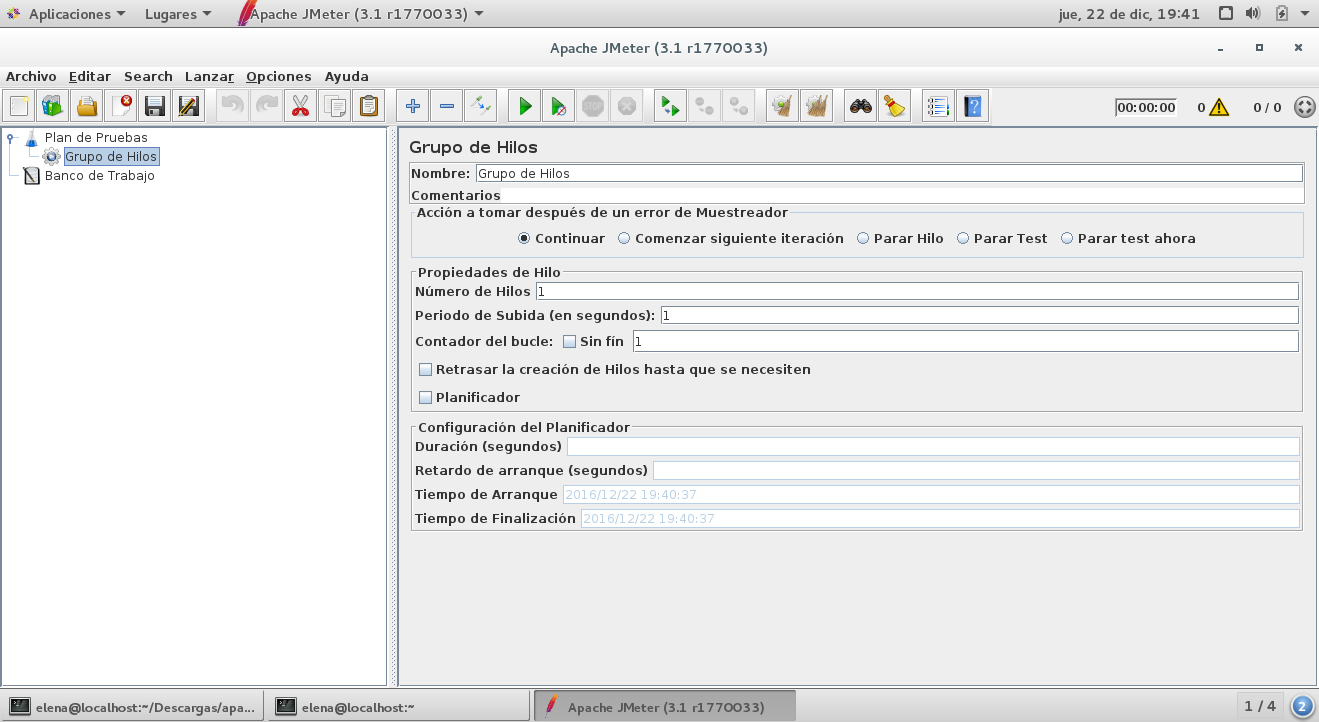 Aplicaciones Lugares Apache JMeter (3.1 r1770033) jue, 22 de dic, 19:41
Apache JMeter (3.1 r1770033)
Archivo Editar Search Lanzar Opciones Ayuda
STOP 00:00:00 0 0 / 0
Plan de Pruebas
Grupo de Hilos
Banco de Trabajo
Grupo de Hilos
Nombre: Grupo de Hilos
Comentarios
Acción a tomar después de un error de Muestreador
Continuar Comenzar siguiente iteración Parar Hilo Parar Test Parar test ahora
Propiedades de Hilo
Número de Hilos 1
Periodo de Subida (en segundos): 1
Contador del bucle: Sin fín 1
Retrasar la creación de Hilos hasta que se necesiten
Planificador
Configuración del Planificador
Duración (segundos)
Retardo de arranque (segundos)
Tiempo de Arranque 2016/12/22 19:40:37
Tiempo de Finalización 2016/12/22 19:40:37
elena@localhost:~/Descargas/apa... elena@localhost:~ Apache JMeter (3.1 r1770033) 1 / 4 2